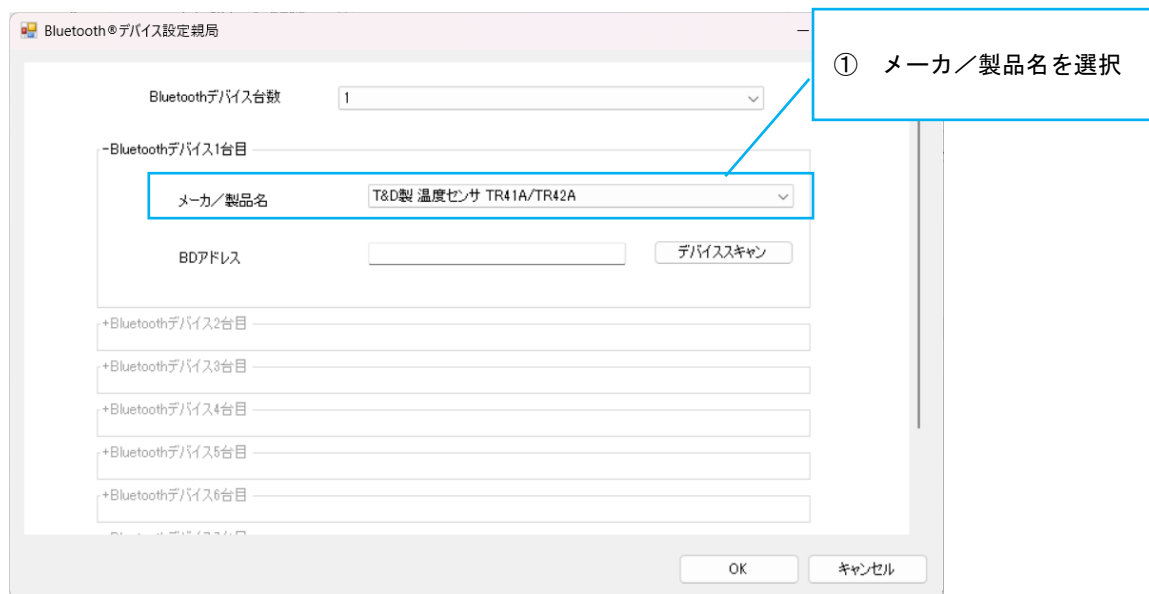 Bluetooth®デバイス設定親局
① メーカ／製品名を選択
Bluetoothデバイス台数 1
-Bluetoothデバイス1台目
メーカ／製品名 T&D製 温度センサ TR41A/TR42A
BDアドレス デバイススキャン
+Bluetoothデバイス2台目
+Bluetoothデバイス3台目
+Bluetoothデバイス4台目
+Bluetoothデバイス5台目
+Bluetoothデバイス6台目
OK キャンセル